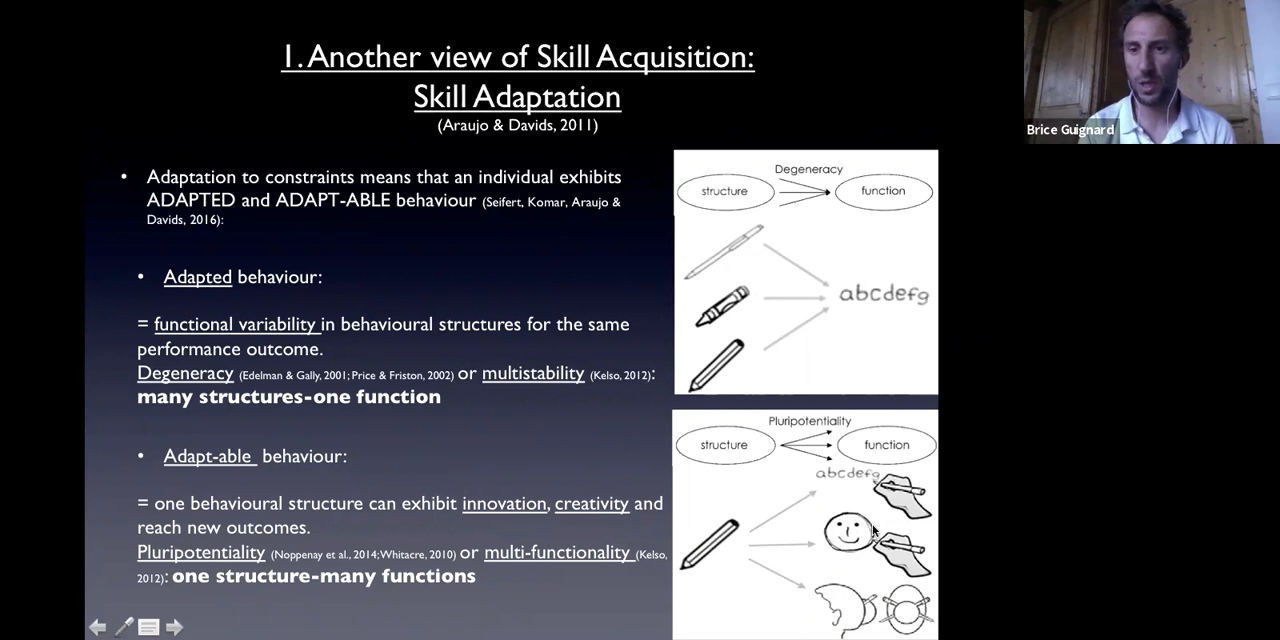 1. Another view of Skill Acquisition:
Skill Adaptation
(Araujo & Davids, 2011)
• Adaptation to constraints means that an individual exhibits
ADAPTED and ADAPT-ABLE behaviour (Seifert, Komar, Araujo &
Davids, 2016):
• Adapted behaviour:
= functional variability in behavioural structures for the same
performance outcome.
Degeneracy (Edelman & Gally, 2001; Price & Friston, 2002) or multistability (Kelso, 2012):
many structures-one function
• Adapt-able behaviour:
= one behavioural structure can exhibit innovation, creativity and
reach new outcomes.
Pluripotentiality (Noppenay et al., 2014; Whitacre, 2010) or multi-functionality (Kelso,
2012): one structure-many functions
Degeneracy
structure
function
abcdefg
Pluripotentiality
structure
function
abcdefg
Brice Guignard